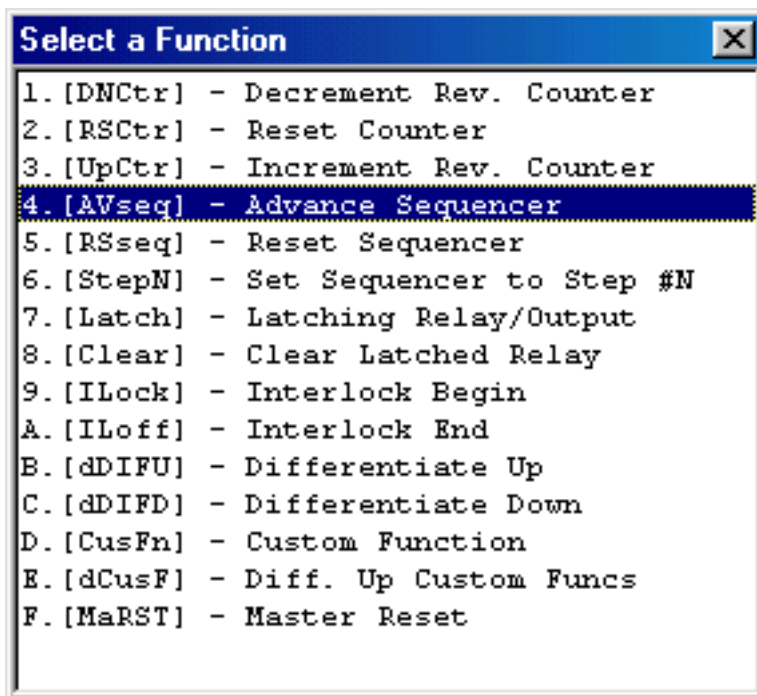 Select a Function
1.[DNCtr] - Decrement Rev. Counter
2.[RSCtr] - Reset Counter
3.[UpCtr] - Increment Rev. Counter
4.[AVseq] - Advance Sequencer
5.[RSseq] - Reset Sequencer
6.[StepN] - Set Sequencer to Step #N
7.[Latch] - Latching Relay/Output
8.[Clear] - Clear Latched Relay
9.[ILock] - Interlock Begin
A.[ILoff] - Interlock End
B.[dDIFU] - Differentiate Up
C.[dDIFD] - Differentiate Down
D.[CusFn] - Custom Function
E.[dCusF] - Diff. Up Custom Funcs
F.[MaRST] - Master Reset